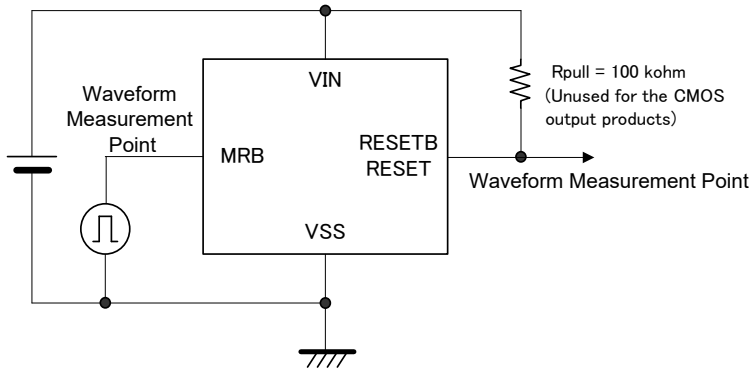 VIN
Rpull = 100 kohm
(Unused for the CMOS
output products)
Waveform
Measurement
Point
MRB
RESETB
RESET
Waveform Measurement Point
VSS